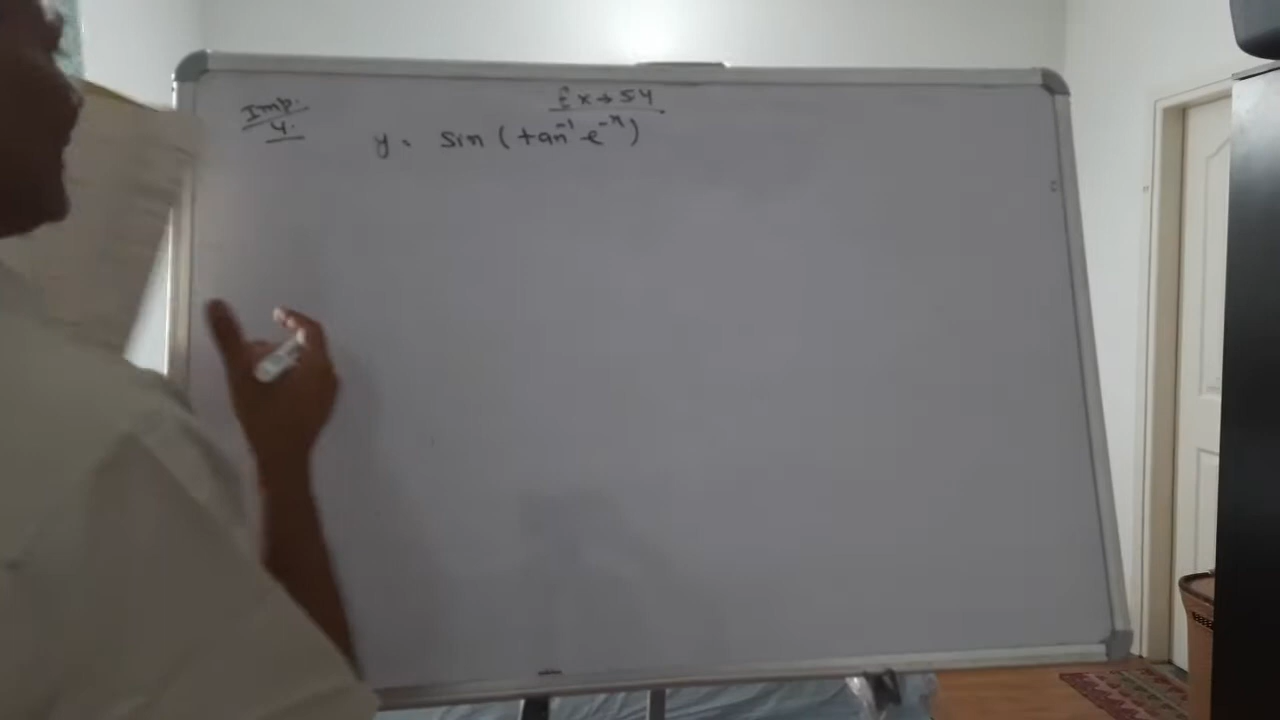 Ex → 5.4
Imp.
4.
y = sin (tan⁻¹ e⁻ˣ)